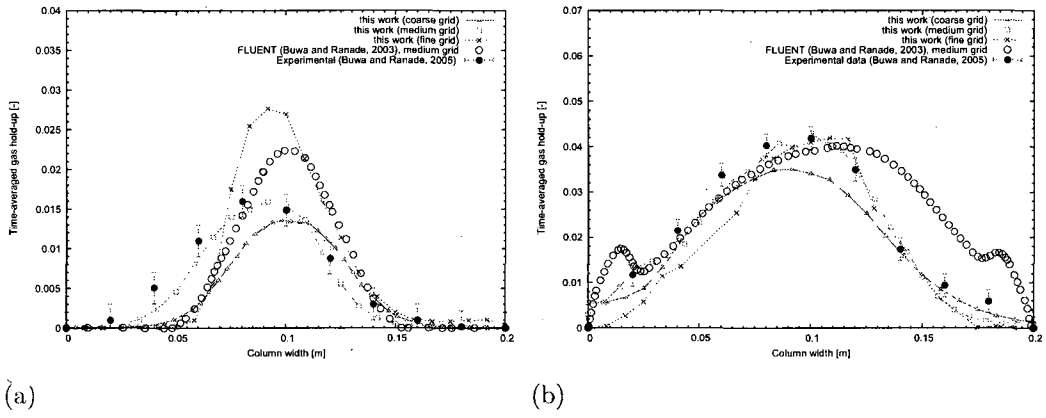 0.04
0.035
0.03
0.025
0.02
0.015
0.01
0.005
0
Time-averaged gas hold-up [-]
this work (coarse grid)
this work (medium grid)
this work (fine grid)
FLUENT (Buwa and Ranade, 2003), medium grid
Experimental (Buwa and Ranade, 2005)
0
0.05
0.1
0.15
0.2
Column width [m]
(a)
0.07
0.06
0.05
0.04
0.03
0.02
0.01
0
Time-averaged gas hold-up [-]
this work (coarse grid)
this work (medium grid)
this work (fine grid)
FLUENT (Buwa and Ranade, 2003), medium grid
Experimental data (Buwa and Ranade, 2005)
0
0.05
0.1
0.15
0.2
Column width [m]
(b)